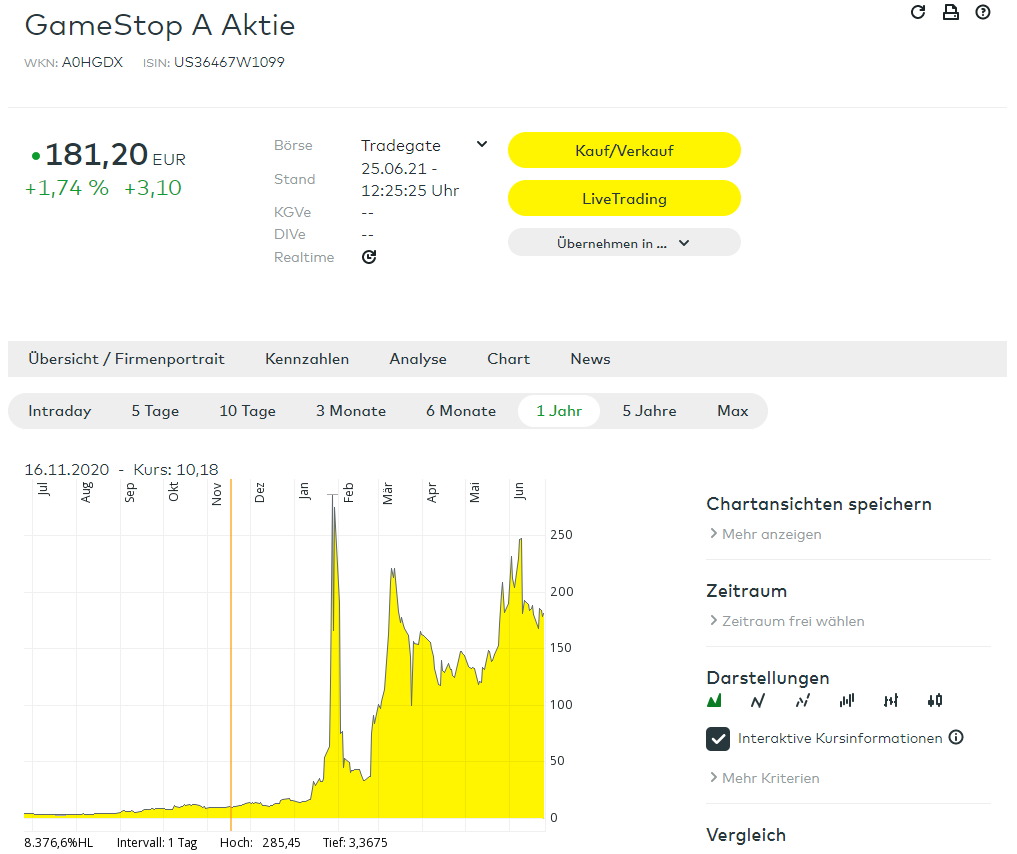 GameStop A Aktie
WKN: A0HGDX ISIN: US36467W1099
181,20 EUR
+1,74 % +3,10
Börse Tradegate
Stand 25.06.21 -
12:25:25 Uhr
KGVe --
DIVe --
Realtime
Kauf/Verkauf
LiveTrading
Übernehmen in ...
Übersicht / Firmenportrait Kennzahlen Analyse Chart News
Intraday 5 Tage 10 Tage 3 Monate 6 Monate 1 Jahr 5 Jahre Max
16.11.2020 - Kurs: 10,18
Jul Aug Sep Okt Nov Dez Jan Feb Mär Apr Mai Jun
250
200
150
100
50
0
8.376,6%HL Intervall: 1 Tag Hoch: 285,45 Tief: 3,3675
Chartansichten speichern
Mehr anzeigen
Zeitraum
Zeitraum frei wählen
Darstellungen
Interaktive Kursinformationen
Mehr Kriterien
Vergleich